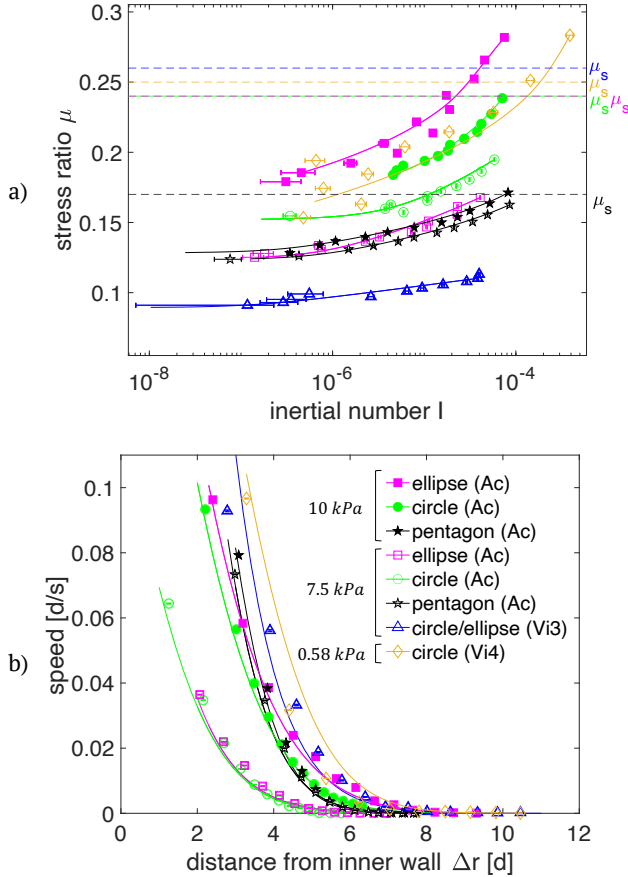 a)
0.3
0.25
0.2
0.15
0.1
stress ratio μ
μₛ
μₛ
μₛ μₛ
μₛ
10⁻⁸
10⁻⁶
10⁻⁴
inertial number I
b)
0.1
0.08
0.06
0.04
0.02
0
speed [d/s]
10 kPa
ellipse (Ac)
circle (Ac)
pentagon (Ac)
7.5 kPa
ellipse (Ac)
circle (Ac)
pentagon (Ac)
circle/ellipse (Vi3)
0.58 kPa
circle (Vi4)
0 2 4 6 8 10 12
distance from inner wall Δr [d]